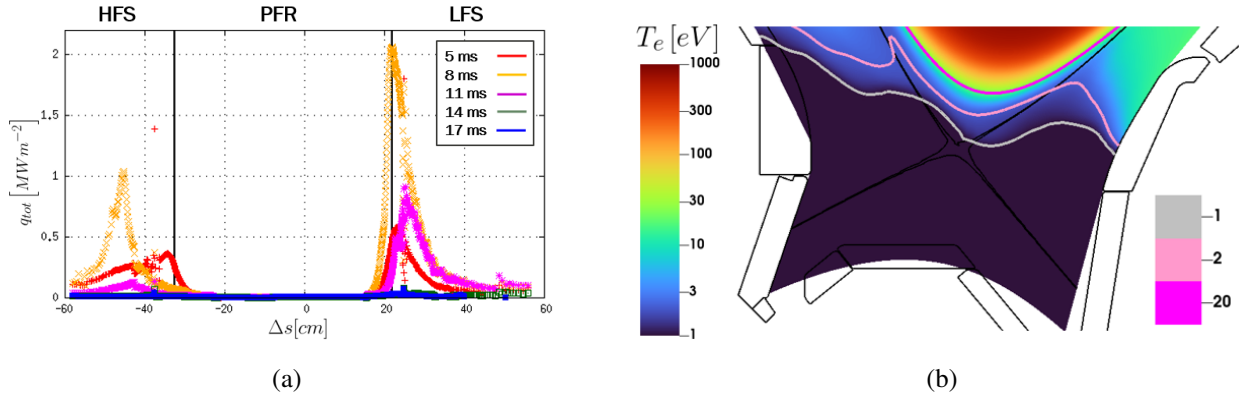 HFS PFR LFS
2
1.5
1
0.5
0
q_tot [MWm^-2]
5 ms
8 ms
11 ms
14 ms
17 ms
-60 -40 -20 0 20 40 60
Δs[cm]
(a)
T_e [eV]
1000
300
100
30
10
3
1
1
2
20
(b)